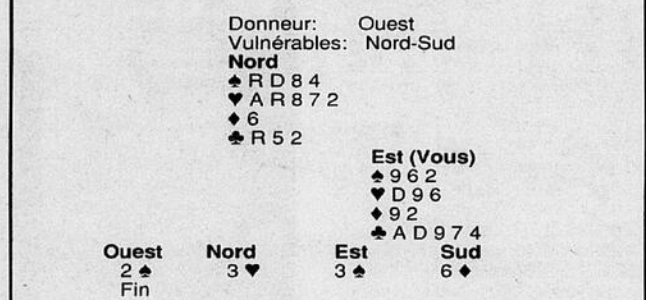 Donneur: Ouest
Vulnérables: Nord-Sud
Nord
♠ R D 8 4
♥ A R 8 7 2
♦ 6
♣ R 5 2
Est (Vous)
♠ 9 6 2
♥ D 9 6
♦ 9 2
♣ A D 9 7 4
Ouest Nord Est Sud
2 ♠ 3 ♥ 3 ♠ 6 ♦
Fin